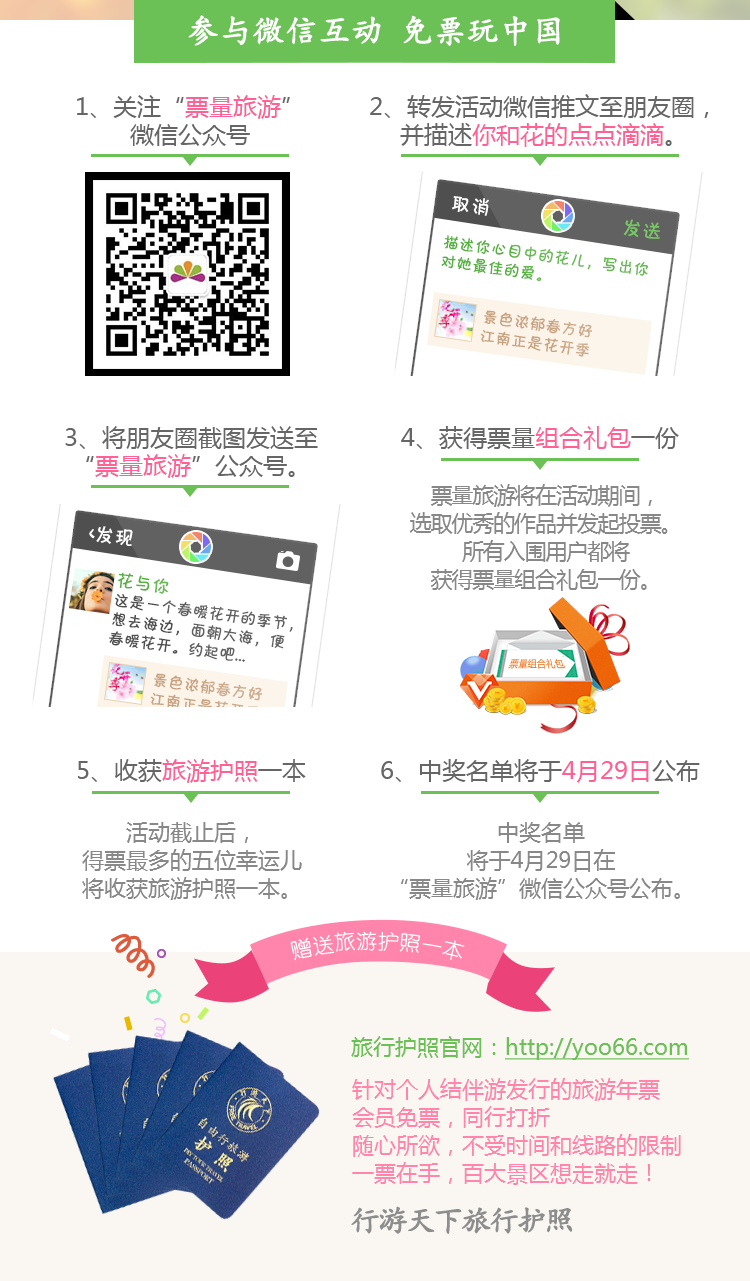 参与微信互动 免票玩中国
1、关注“票量旅游”
微信公众号
2、转发活动微信推文至朋友圈，
并描述你和花的点点滴滴。
取消
发送
描述你心目中的花儿，写出你
对她最佳的爱。
花开季
景色浓郁春方好
江南正是花开季
3、将朋友圈截图发送至
“票量旅游”公众号。
‹发现
花与你
这是一个春暖花开的季节，
想去海边，面朝大海，便
春暖花开。约起吧...
花开季
景色浓郁春方好
江南正是花开季
4、获得票量组合礼包一份
票量旅游将在活动期间，
选取优秀的作品并发起投票。
所有入围用户都将
获得票量组合礼包一份。
票量组合礼包
5、收获旅游护照一本
活动截止后，
得票最多的五位幸运儿
将收获旅游护照一本。
6、中奖名单将于4月29日公布
中奖名单
将于4月29日在
“票量旅游”微信公众号公布。
赠送旅游护照一本
行游天下
TRAVEL
自由行旅游
护照
DIY TOUR TRAVEL
PASSPORT
旅行护照官网：http://yoo66.com
针对个人结伴游发行的旅游年票
会员免票，同行打折
随心所欲，不受时间和线路的限制
一票在手，百大景区想走就走！
行游天下旅行护照